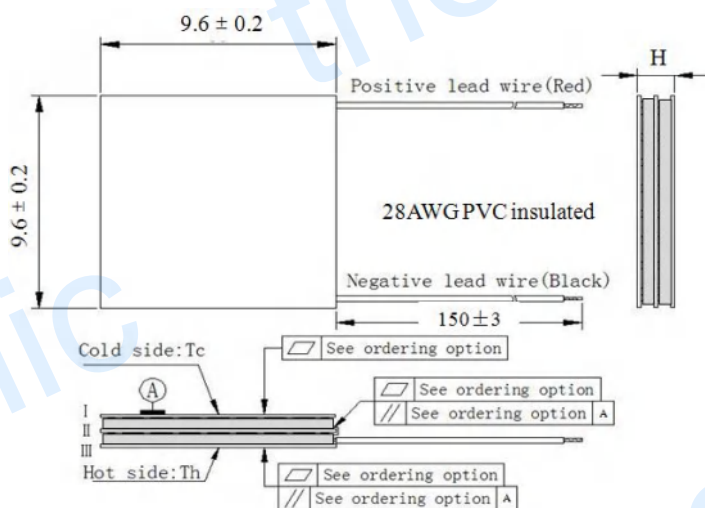 9.6 ± 0.2
H
Positive lead wire(Red)
9.6 ± 0.2
28AWG PVC insulated
Negative lead wire(Black)
150±3
Cold side:Tc
See ordering option
A
See ordering option
// See ordering option A
I
II
III
Hot side:Th
See ordering option
// See ordering option A
thic